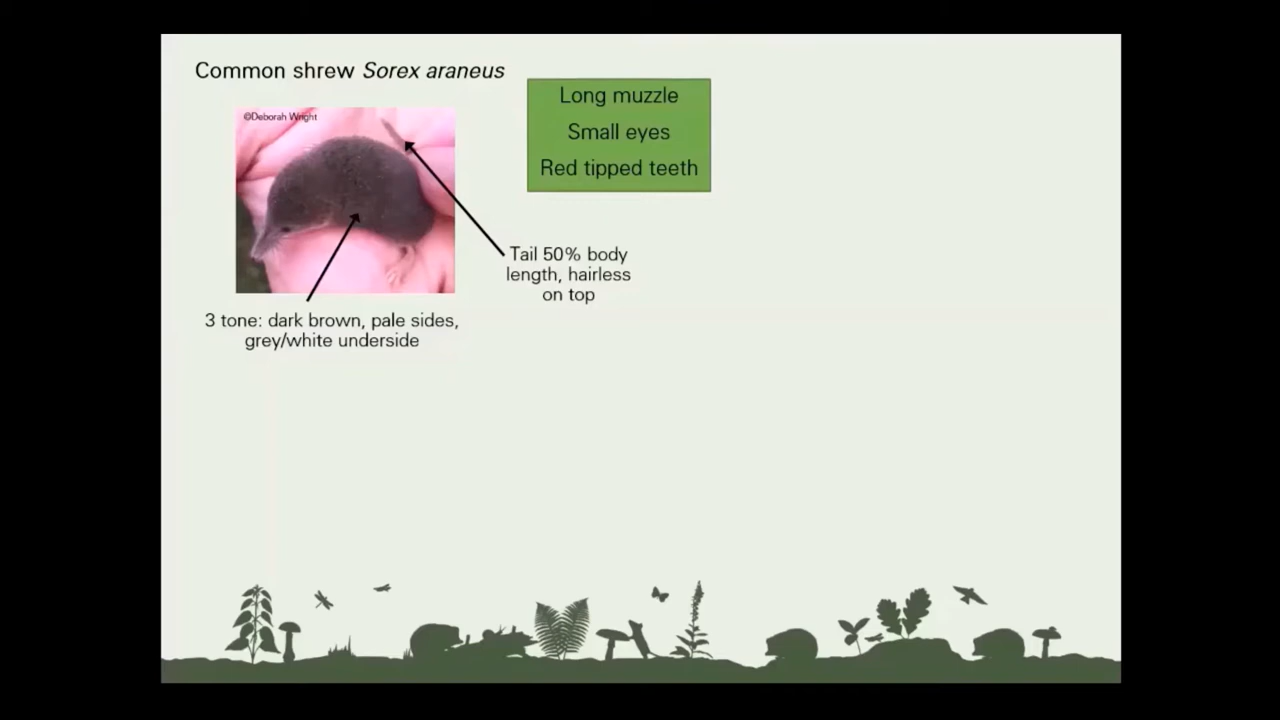 Common shrew Sorex araneus
©Deborah Wright
Long muzzle
Small eyes
Red tipped teeth
Tail 50% body
length, hairless
on top
3 tone: dark brown, pale sides,
grey/white underside